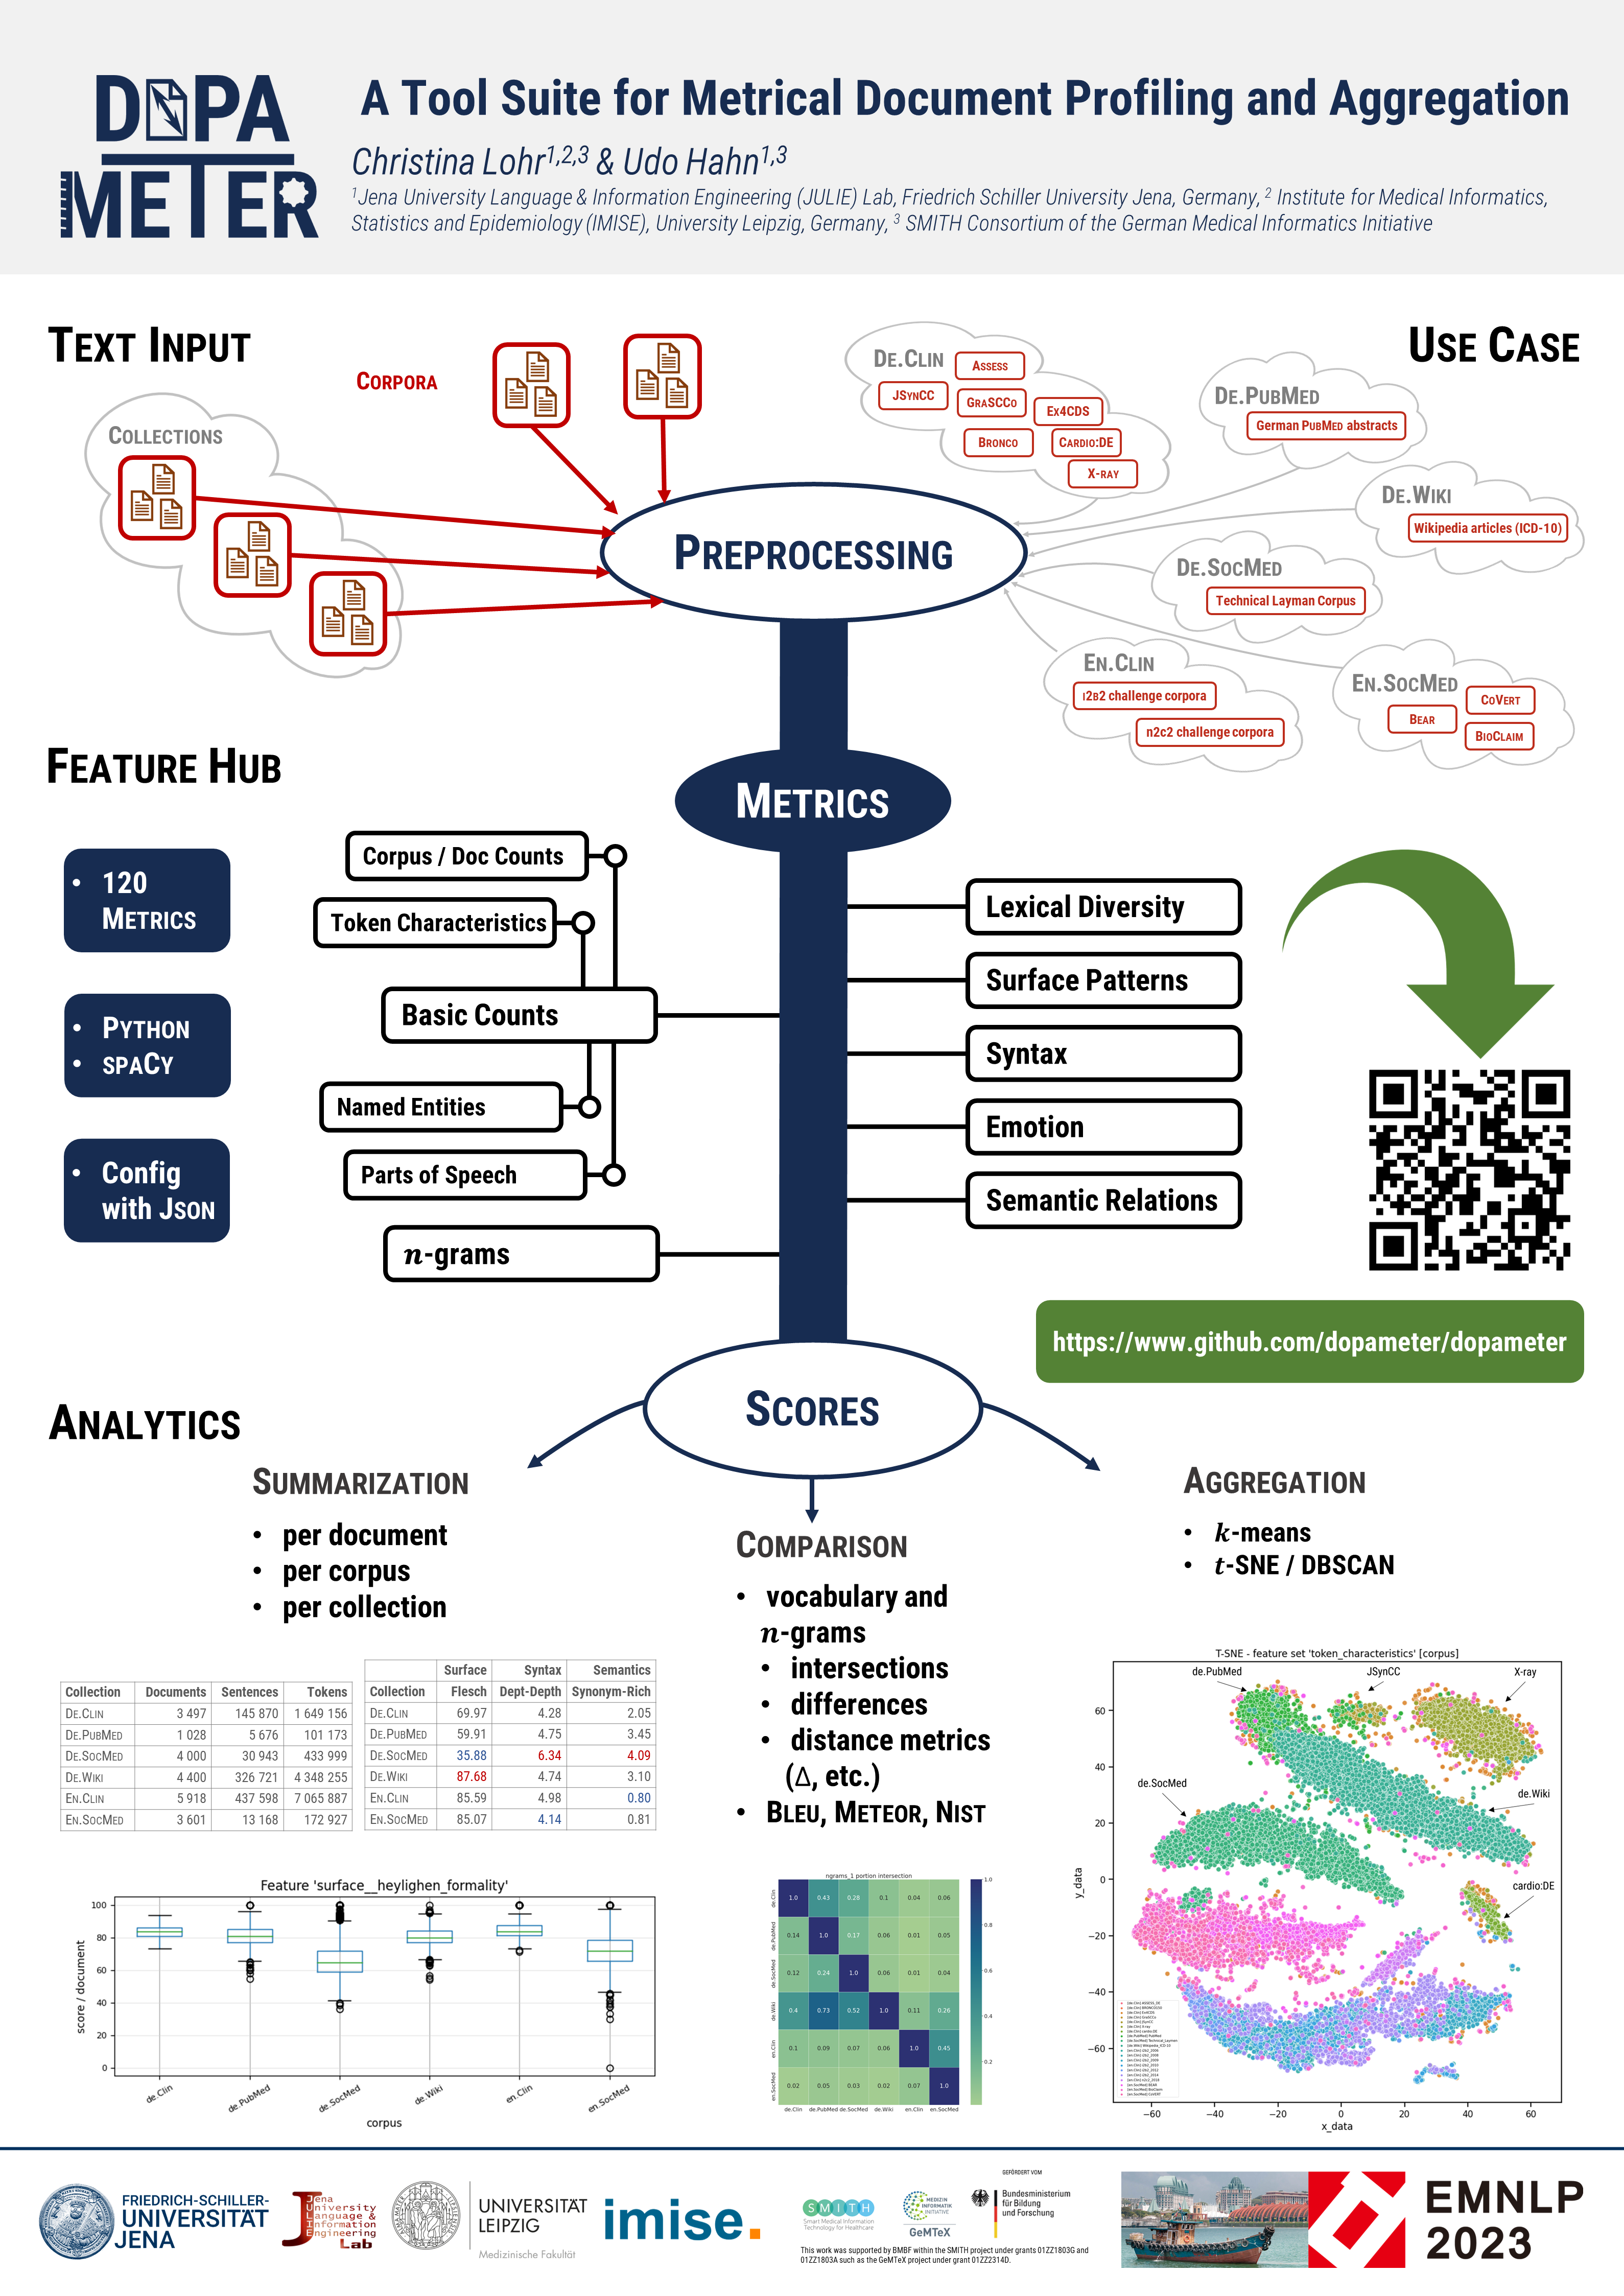 DOPA
METER
A Tool Suite for Metrical Document Profiling and Aggregation
Christina Lohr1,2,3 & Udo Hahn1,3
1Jena University Language & Information Engineering (JULIE) Lab, Friedrich Schiller University Jena, Germany, 2 Institute for Medical Informatics,
Statistics and Epidemiology (IMISE), University Leipzig, Germany, 3 SMITH Consortium of the German Medical Informatics Initiative
TEXT INPUT
CORPORA
COLLECTIONS
USE CASE
DE.CLIN
ASSESS
JSYNCC
GRASCCO
EX4CDS
BRONCO
CARDIO:DE
X-RAY
DE.PUBMED
German PUBMED abstracts
DE.WIKI
Wikipedia articles (ICD-10)
DE.SOCMED
Technical Layman Corpus
EN.CLIN
I2B2 challenge corpora
n2c2 challenge corpora
EN.SOCMED
COVERT
BEAR
BIOCLAIM
PREPROCESSING
FEATURE HUB
METRICS
• 120
METRICS
• PYTHON
• SPACY
• Config
with JSON
Corpus / Doc Counts
Token Characteristics
Basic Counts
Named Entities
Parts of Speech
n-grams
Lexical Diversity
Surface Patterns
Syntax
Emotion
Semantic Relations
https://www.github.com/dopameter/dopameter
SCORES
ANALYTICS
SUMMARIZATION
• per document
• per corpus
• per collection
COMPARISON
• vocabulary and
n-grams
• intersections
• differences
• distance metrics
(Δ, etc.)
• BLEU, METEOR, NIST
AGGREGATION
• k-means
• t-SNE / DBSCAN
Collection Documents Sentences Tokens
DE.CLIN 3 497 145 870 1 649 156
DE.PUBMED 1 028 5 676 101 173
DE.SOCMED 4 000 30 943 433 999
DE.WIKI 4 400 326 721 4 348 255
EN.CLIN 5 918 437 598 7 065 887
EN.SOCMED 3 601 13 168 172 927
Surface Syntax Semantics
Collection Flesch Dept-Depth Synonym-Rich
DE.CLIN 69.97 4.28 2.05
DE.PUBMED 59.91 4.75 3.45
DE.SOCMED 35.88 6.34 4.09
DE.WIKI 87.68 4.74 3.10
EN.CLIN 85.59 4.98 0.80
EN.SOCMED 85.07 4.14 0.81
Feature 'surface__heylighen_formality'
score / document
100
80
60
40
20
0
de.Clin de.PubMed de.SocMed de.Wiki en.Clin en.SocMed
corpus
ngrams_1 portion intersection
de.Clin 1.0 0.43 0.28 0.1 0.04 0.06
de.PubMed 0.14 1.0 0.17 0.06 0.01 0.05
de.SocMed 0.12 0.24 1.0 0.06 0.01 0.04
de.Wiki 0.4 0.73 0.52 1.0 0.11 0.26
en.Clin 0.1 0.09 0.07 0.06 1.0 0.45
en.SocMed 0.02 0.05 0.03 0.02 0.07 1.0
de.Clin de.PubMed de.SocMed de.Wiki en.Clin en.SocMed
1.0
0.8
0.6
0.4
0.2
T-SNE - feature set 'token_characteristics' [corpus]
de.PubMed
JSynCC
X-ray
de.SocMed
de.Wiki
cardio:DE
y_data
60
40
20
0
−20
−40
−60
−60 −40 −20 0 20 40 60
x_data
FRIEDRICH-SCHILLER-
UNIVERSITÄT
JENA
Jena
University
Language &
Information
Engineering
Lab
UNIVERSITÄT
LEIPZIG
Medizinische Fakultät
imise.
SMITH
Smart Medical Information
Technology for Healthcare
MEDIZIN
INFORMATIK
INITIATIVE
GeMTeX
GEFÖRDERT VOM
Bundesministerium
für Bildung
und Forschung
This work was supported by BMBF within the SMITH project under grants 01ZZ1803G and
01ZZ1803A such as the GeMTeX project under grant 01ZZ2314D.
EMNLP
2023